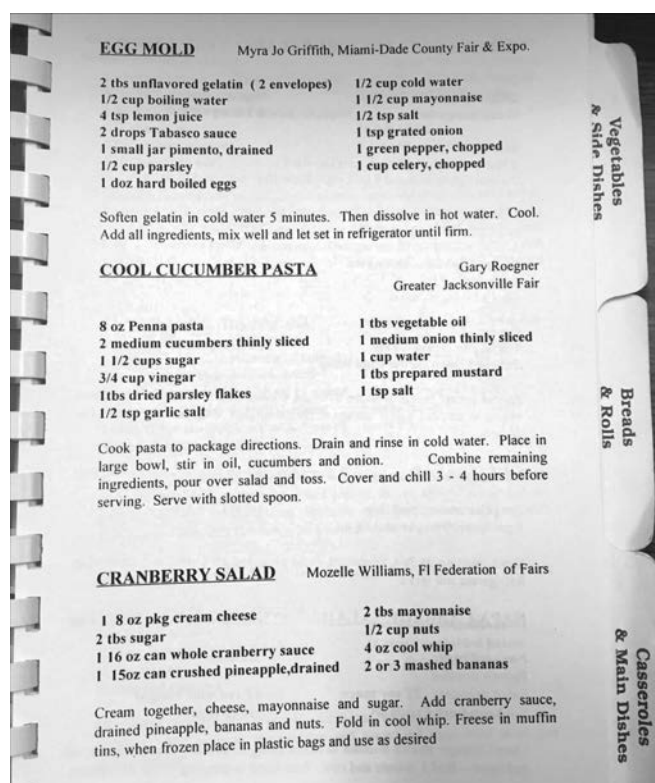 EGG MOLD Myra Jo Griffith, Miami-Dade County Fair & Expo.
2 tbs unflavored gelatin ( 2 envelopes) 1/2 cup cold water
1/2 cup boiling water 1 1/2 cup mayonnaise
4 tsp lemon juice 1/2 tsp salt
2 drops Tabasco sauce 1 tsp grated onion
1 small jar pimento, drained 1 green pepper, chopped
1/2 cup parsley 1 cup celery, chopped
1 doz hard boiled eggs
Soften gelatin in cold water 5 minutes. Then dissolve in hot water. Cool.
Add all ingredients, mix well and let set in refrigerator until firm.
COOL CUCUMBER PASTA Gary Roegner
Greater Jacksonville Fair
8 oz Penna pasta 1 tbs vegetable oil
2 medium cucumbers thinly sliced 1 medium onion thinly sliced
1 1/2 cups sugar 1 cup water
3/4 cup vinegar 1 tbs prepared mustard
1tbs dried parsley flakes 1 tsp salt
1/2 tsp garlic salt
Cook pasta to package directions. Drain and rinse in cold water. Place in
large bowl, stir in oil, cucumbers and onion. Combine remaining
ingredients, pour over salad and toss. Cover and chill 3 - 4 hours before
serving. Serve with slotted spoon.
CRANBERRY SALAD Mozelle Williams, Fl Federation of Fairs
1 8 oz pkg cream cheese 2 tbs mayonnaise
2 tbs sugar 1/2 cup nuts
1 16 oz can whole cranberry sauce 4 oz cool whip
1 15oz can crushed pineapple,drained 2 or 3 mashed bananas
Cream together, cheese, mayonnaise and sugar. Add cranberry sauce,
drained pineapple, bananas and nuts. Fold in cool whip. Freese in muffin
tins, when frozen place in plastic bags and use as desired
Vegetables
& Side Dishes
Breads
& Rolls
Casseroles
& Main Dishes